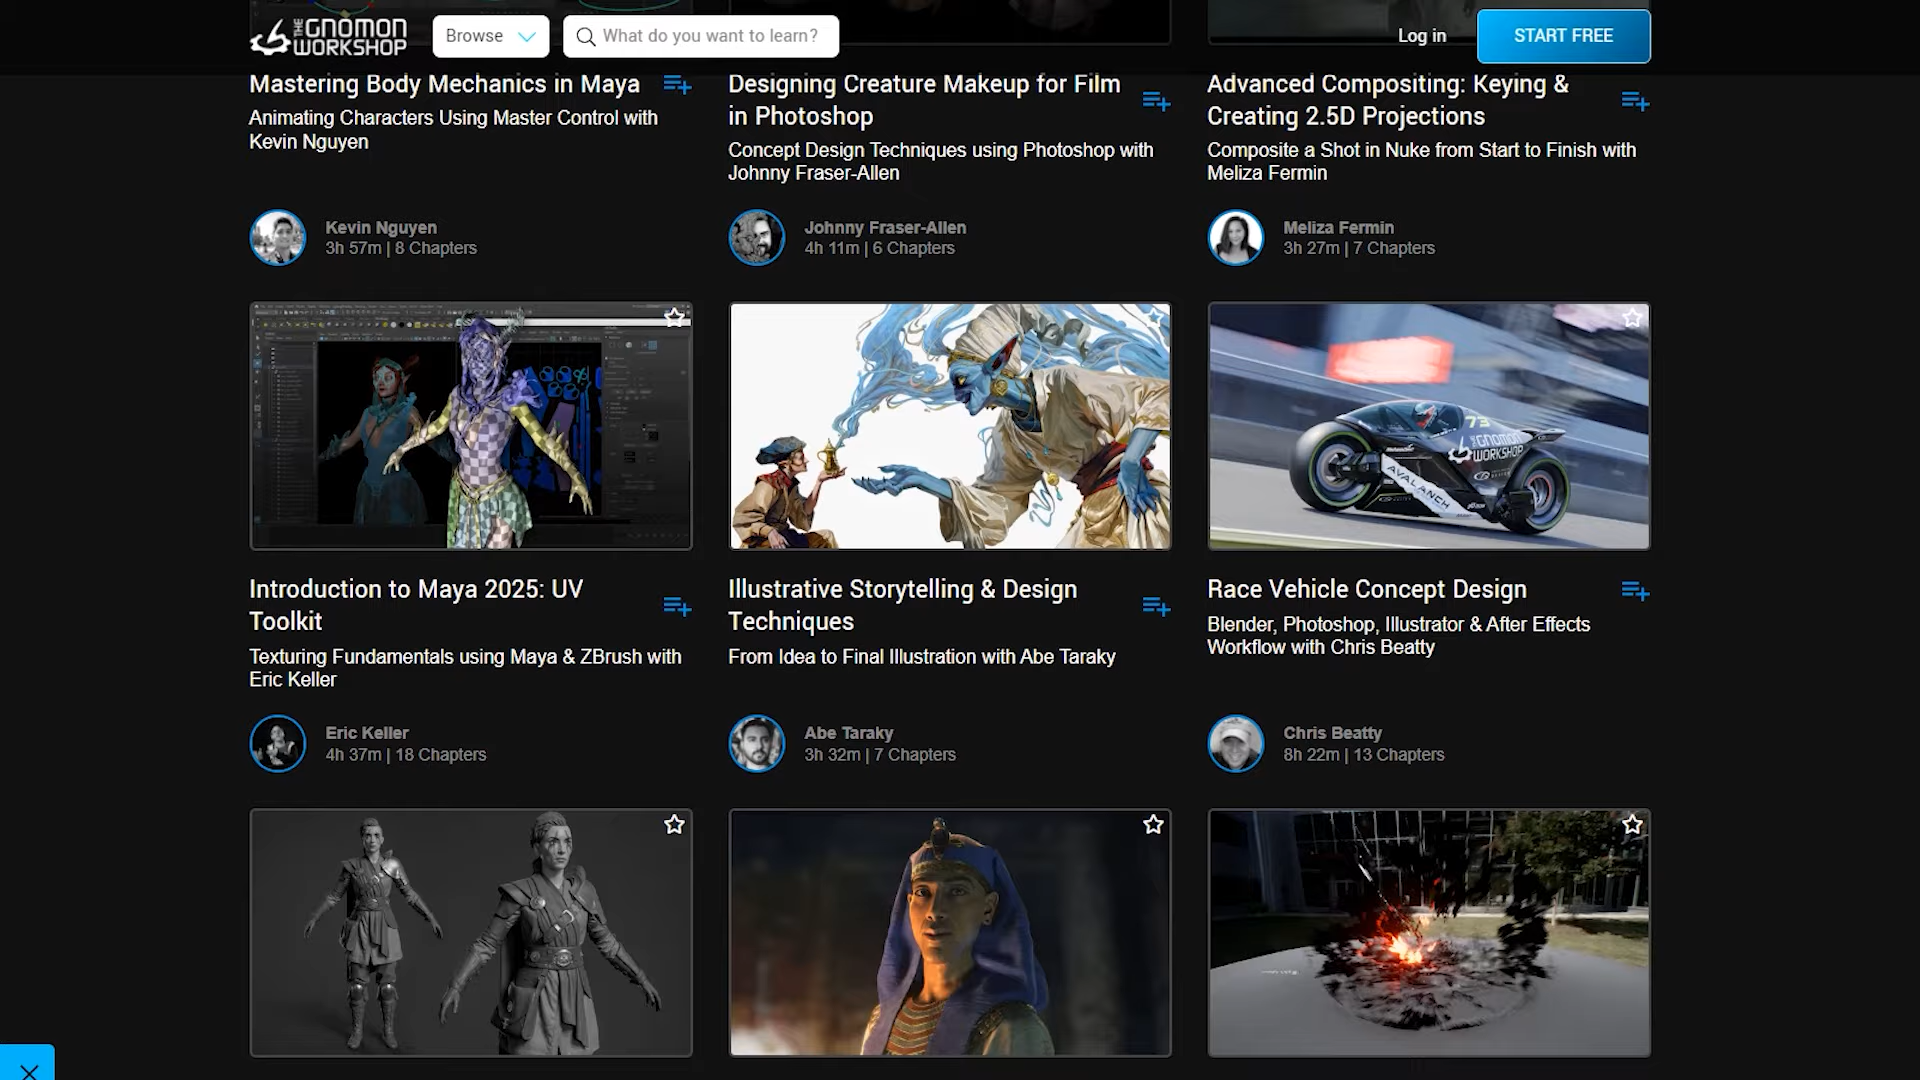 THE GNOMON WORKSHOP
Browse
What do you want to learn?
Log in
START FREE
Mastering Body Mechanics in Maya
Animating Characters Using Master Control with
Kevin Nguyen
Kevin Nguyen
3h 57m | 8 Chapters
Designing Creature Makeup for Film
in Photoshop
Concept Design Techniques using Photoshop with
Johnny Fraser-Allen
Johnny Fraser-Allen
4h 11m | 6 Chapters
Advanced Compositing: Keying &
Creating 2.5D Projections
Composite a Shot in Nuke from Start to Finish with
Meliza Fermin
Meliza Fermin
3h 27m | 7 Chapters
73
GNOMON
WORKSHOP
AVALANCH
Introduction to Maya 2025: UV
Toolkit
Texturing Fundamentals using Maya & ZBrush with
Eric Keller
Eric Keller
4h 37m | 18 Chapters
Illustrative Storytelling & Design
Techniques
From Idea to Final Illustration with Abe Taraky
Abe Taraky
3h 32m | 7 Chapters
Race Vehicle Concept Design
Blender, Photoshop, Illustrator & After Effects
Workflow with Chris Beatty
Chris Beatty
8h 22m | 13 Chapters